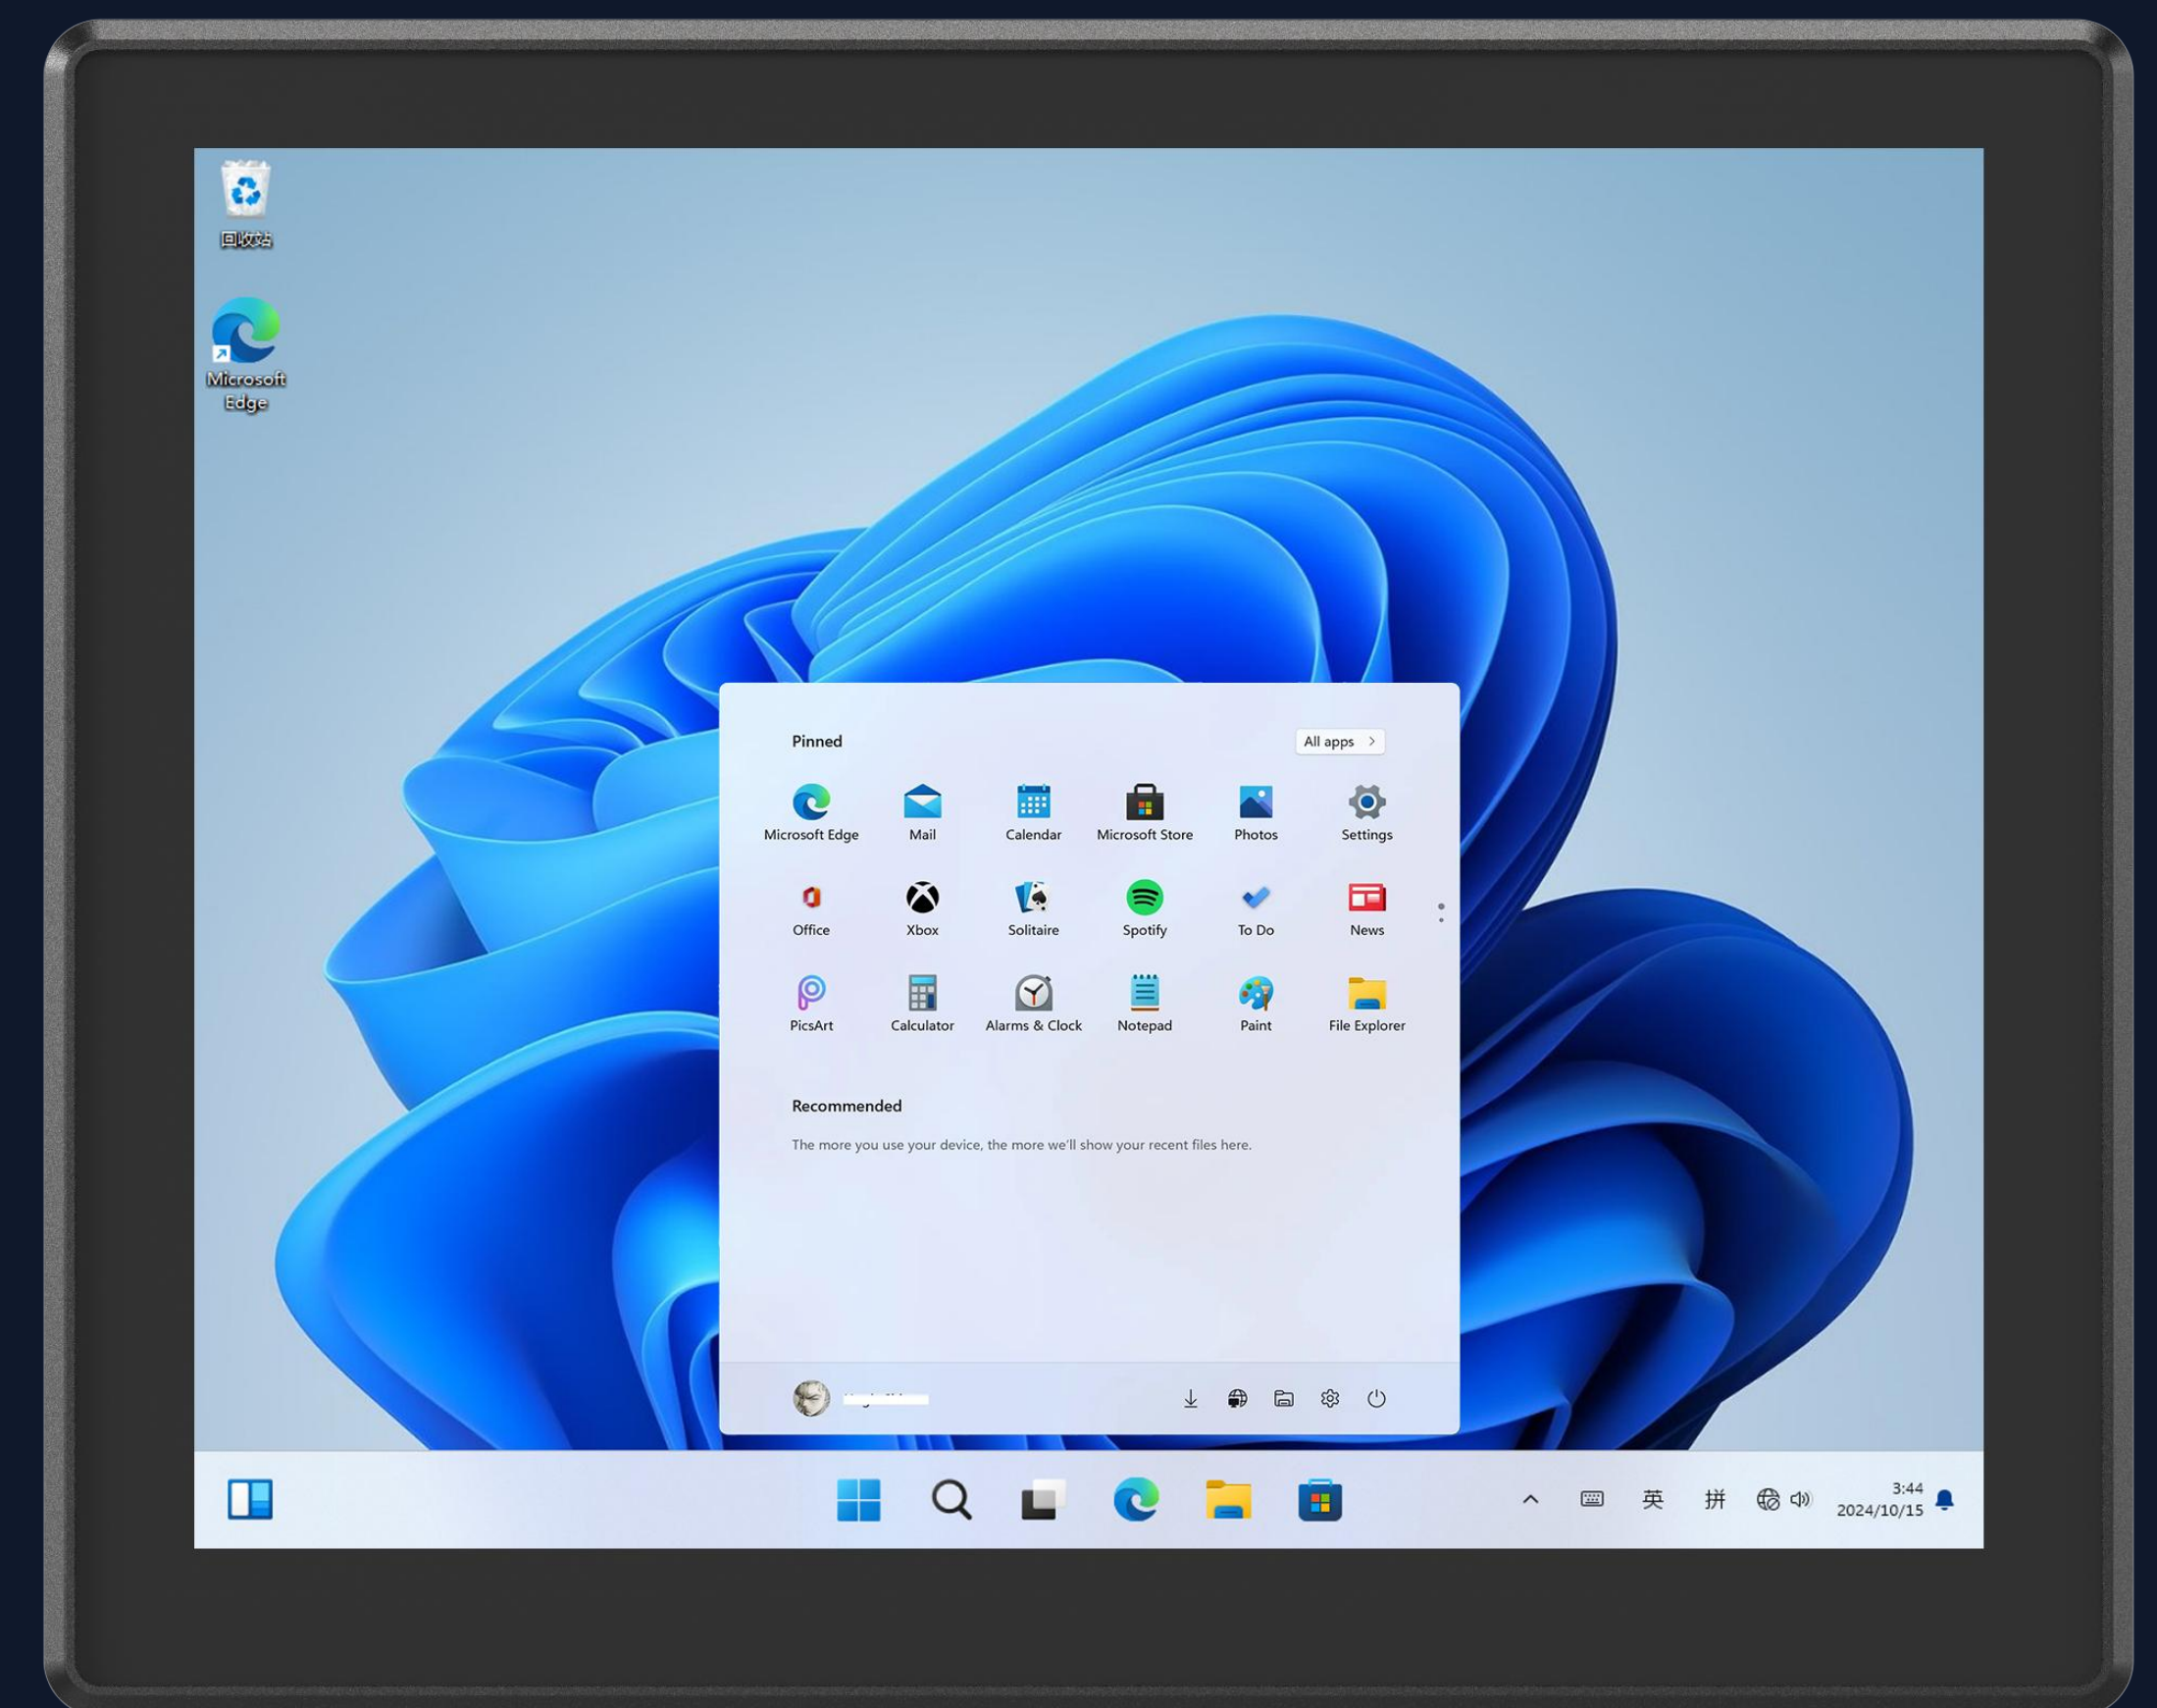 回收站
Microsoft
Edge
Pinned
All apps
Microsoft Edge
Mail
Calendar
Microsoft Store
Photos
Settings
Office
Xbox
Solitaire
Spotify
To Do
News
PicsArt
Calculator
Alarms & Clock
Notepad
Paint
File Explorer
Recommended
The more you use your device, the more we'll show your recent files here.
英
拼
3:44
2024/10/15